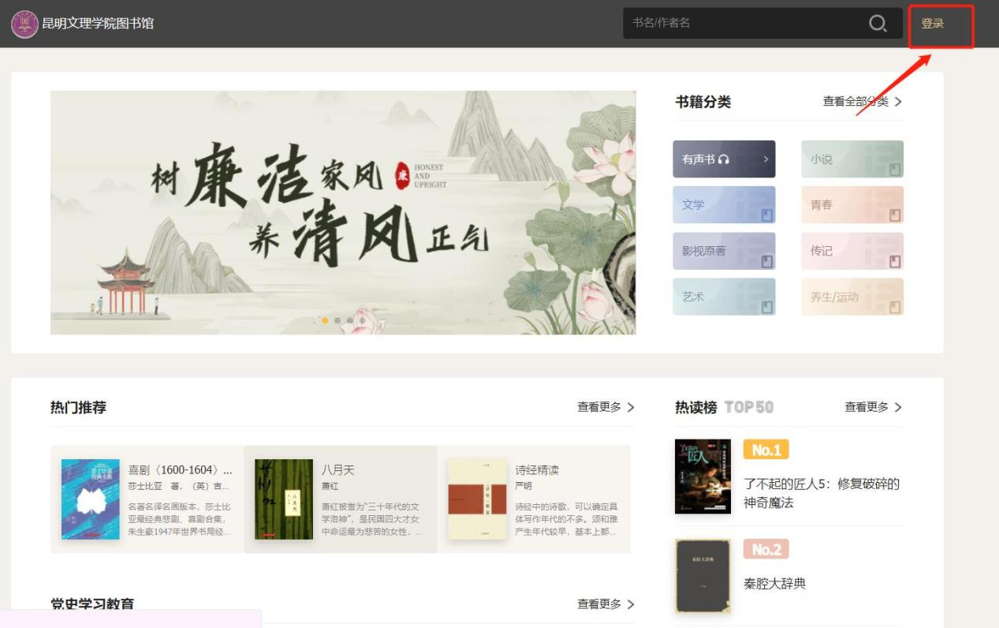 昆明文理学院图书馆
书名/作者名
登录
树廉洁家风
HONEST
AND
UPRIGHT
养清风正气
书籍分类
查看全部分类
有声书
小说
文学
青春
影视原著
传记
艺术
养生/运动
热门推荐
查看更多
喜剧〈1600-1604〉...
莎士比亚 著，（英）言...
名著名译名画版本，莎士比
亚最经典悲剧、喜剧合集，
朱生豪1947年世界书局经...
八月天
萧红
萧红被誉为“三十年代的文
学洛神”，是民国四大才女
中命运最为悲苦的女性，...
诗经精读
严明
诗经中的诗歌，可以确定具
体写作年代的不多。颂和雅
产生年代较早，基本上都...
热读榜 TOP50
查看更多
No.1
了不起的匠人5：修复破碎的
神奇魔法
No.2
秦腔大辞典
党史学习教育
查看更多